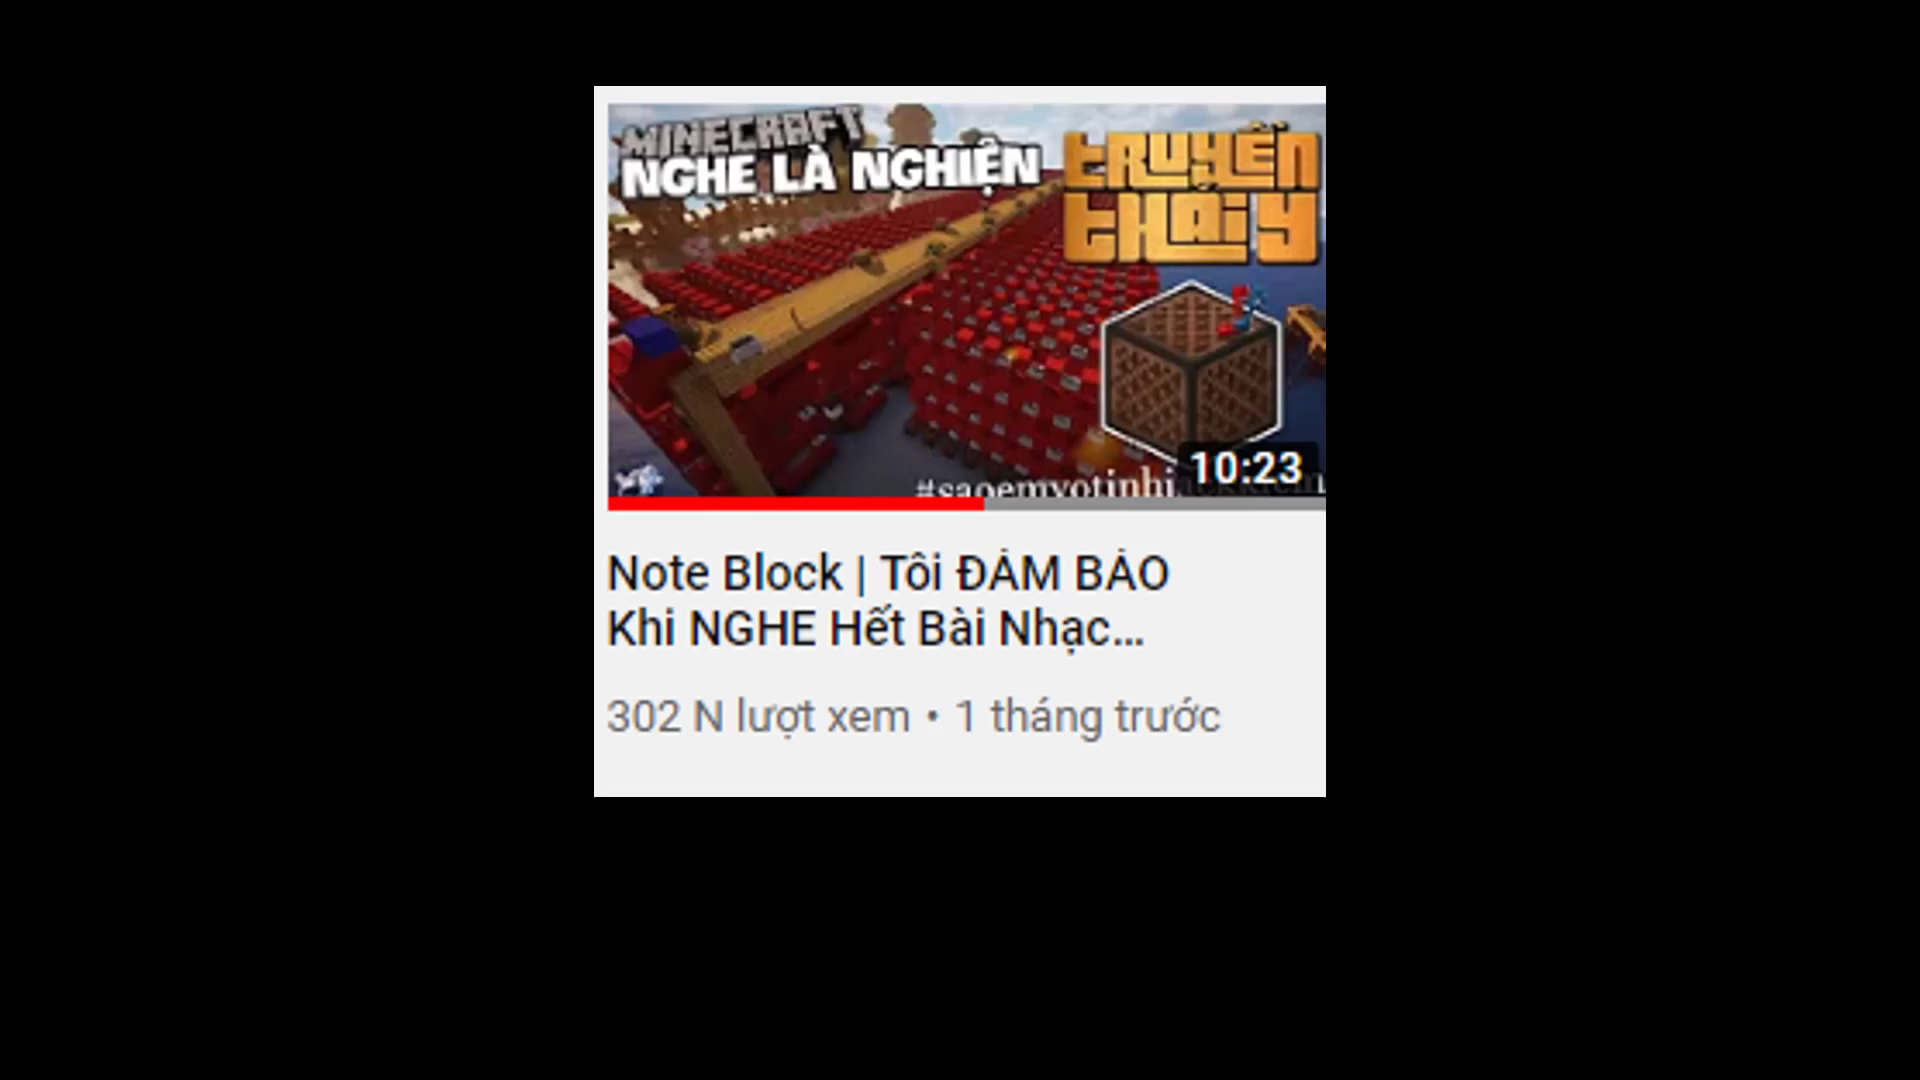 MINECRAFT
NGHE LÀ NGHIỆN
TRUYỀN
THÁI Y
10:23
Note Block | Tôi ĐẢM BẢO
Khi NGHE Hết Bài Nhạc...
302 N lượt xem • 1 tháng trước